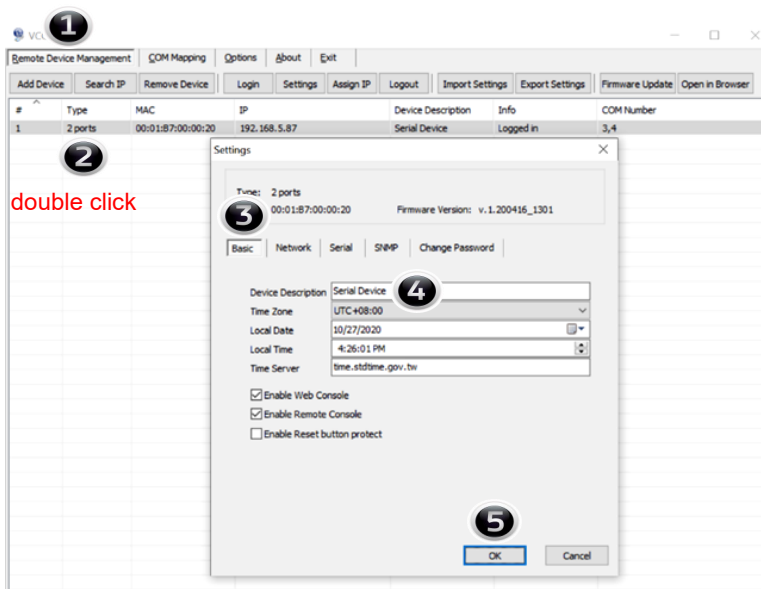 1
Remote Device Management COM Mapping Options About Exit
Add Device Search IP Remove Device Login Settings Assign IP Logout Import Settings Export Settings Firmware Update Open in Browser
# Type MAC IP Device Description Info COM Number
1 2 ports 00:01:B7:00:00:20 192.168.5.87 Serial Device Logged in 3,4
2
double click
Settings
Type: 2 ports
3
00:01:B7:00:00:20 Firmware Version: v.1.200416_1301
Basic Network Serial SNMP Change Password
4
Device Description Serial Device
Time Zone UTC+08:00
Local Date 10/27/2020
Local Time 4:26:01 PM
Time Server time.stdtime.gov.tw
Enable Web Console
Enable Remote Console
Enable Reset button protect
5
OK Cancel